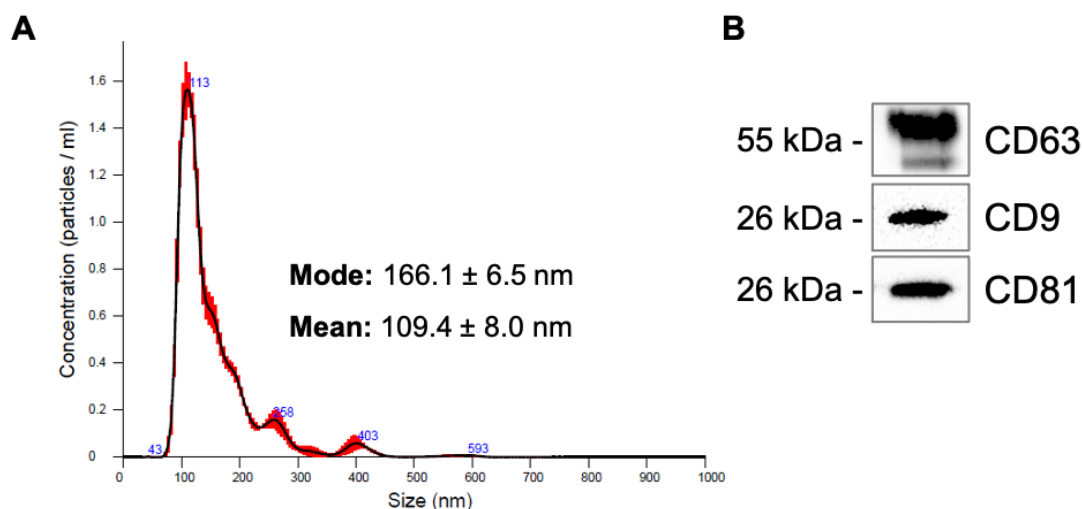 A
B
Concentration (particles / ml)
1.6
1.4
1.2
1.0
0.8
0.6
0.4
0.2
0
113
43
258
403
593
Mode: 166.1 ± 6.5 nm
Mean: 109.4 ± 8.0 nm
0 100 200 300 400 500 600 700 800 900 1000
Size (nm)
55 kDa - CD63
26 kDa - CD9
26 kDa - CD81